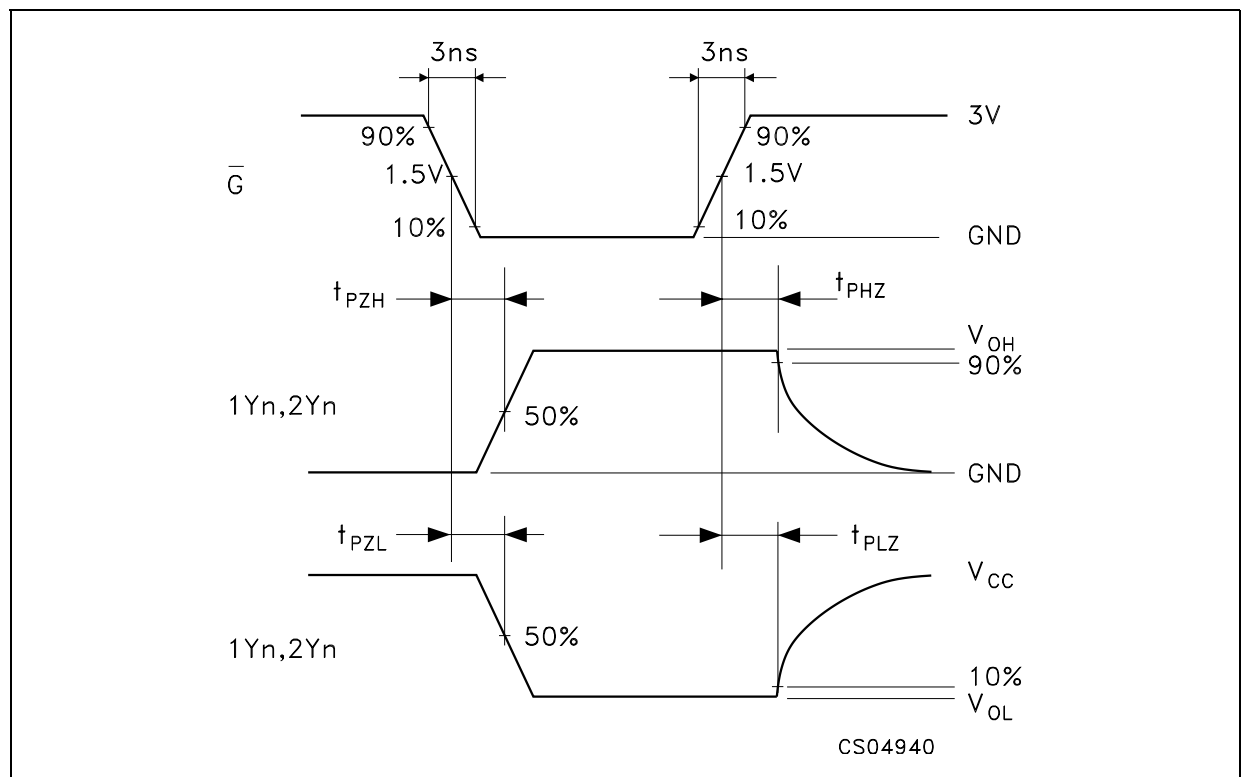 3ns 3ns
3V
90% 90%
G̅ 1.5V 1.5V
10% 10%
GND
tPZH tPHZ
VOH
90%
1Yn,2Yn 50%
GND
tPZL tPLZ
VCC
50%
1Yn,2Yn
10%
VOL
CS04940